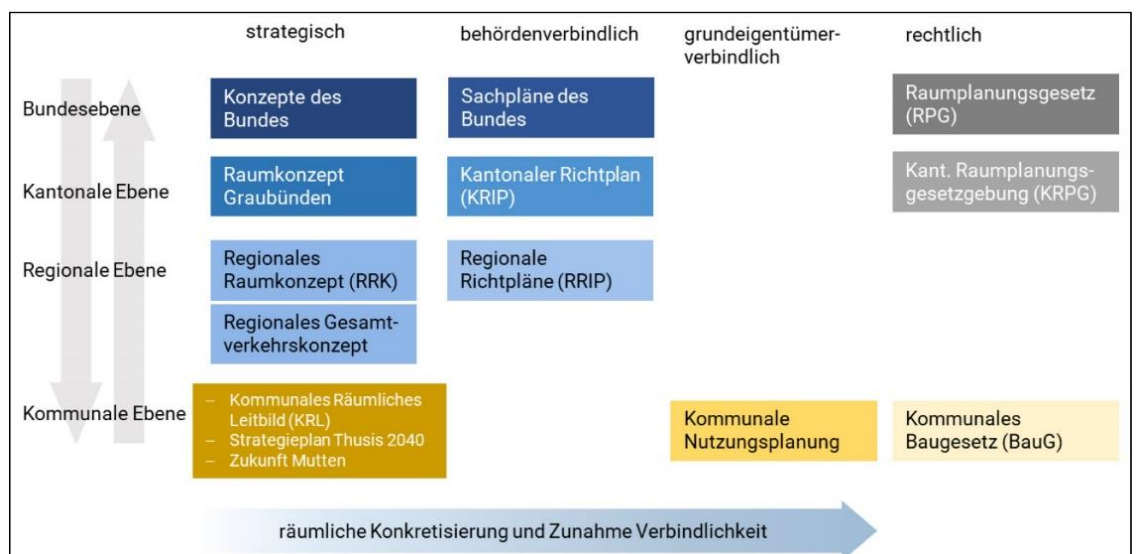 strategisch
behördenverbindlich
grundeigentümer-
verbindlich
rechtlich
Bundesebene
Konzepte des
Bundes
Sachpläne des
Bundes
Raumplanungsgesetz
(RPG)
Kantonale Ebene
Raumkonzept
Graubünden
Kantonaler Richtplan
(KRIP)
Kant. Raumplanungs-
gesetzgebung (KRPG)
Regionale Ebene
Regionales
Raumkonzept (RRK)
Regionale
Richtpläne (RRIP)
Regionales Gesamt-
verkehrskonzept
Kommunale Ebene
– Kommunales Räumliches
Leitbild (KRL)
– Strategieplan Thusis 2040
– Zukunft Mutten
Kommunale
Nutzungsplanung
Kommunales
Baugesetz (BauG)
räumliche Konkretisierung und Zunahme Verbindlichkeit